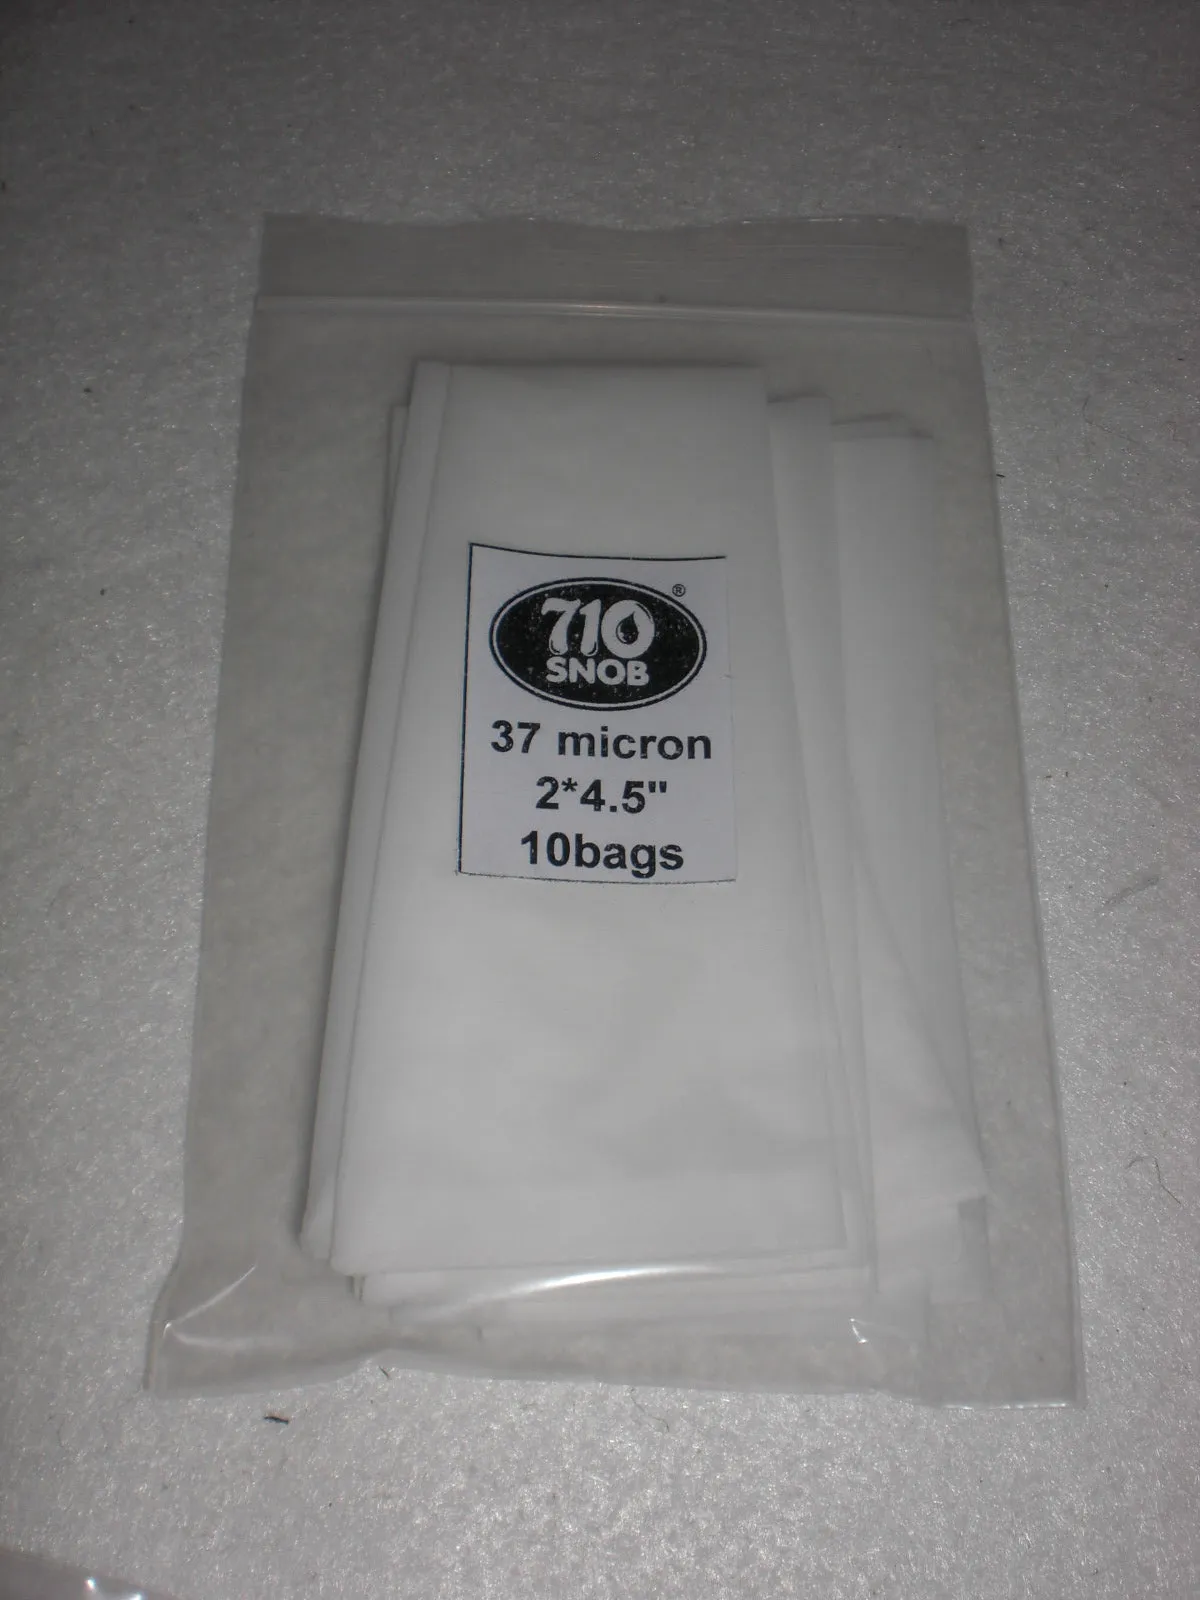 710
SNOB
®
37 micron
2*4.5"
10bags